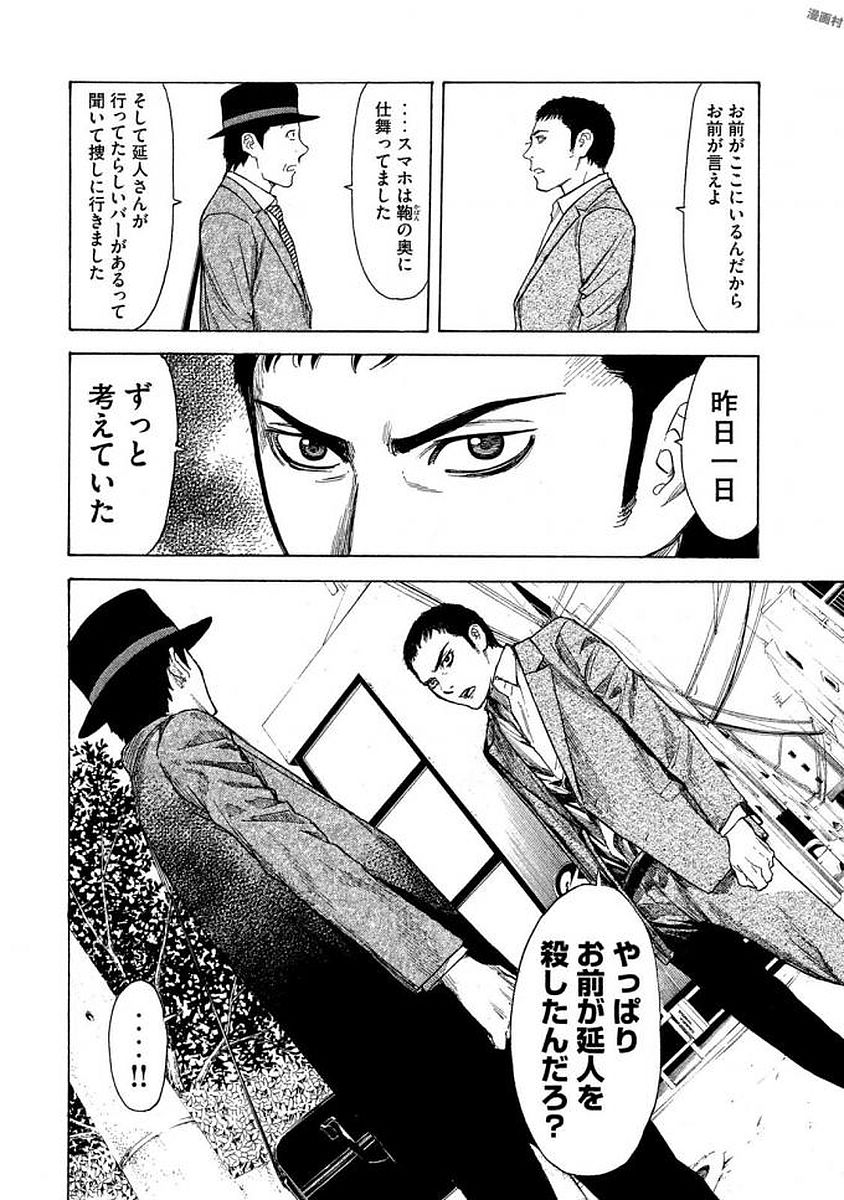 漫画村
お前がここにいるんだから
お前が言えよ
‥‥スマホは鞄の奥に
かばん
仕舞ってました
そして延人さんが
行ってたらしいバーがあるって
聞いて捜しに行きました
昨日一日
ずっと
考えていた
やっぱり
お前が延人を
殺したんだろ?
‥‥!!